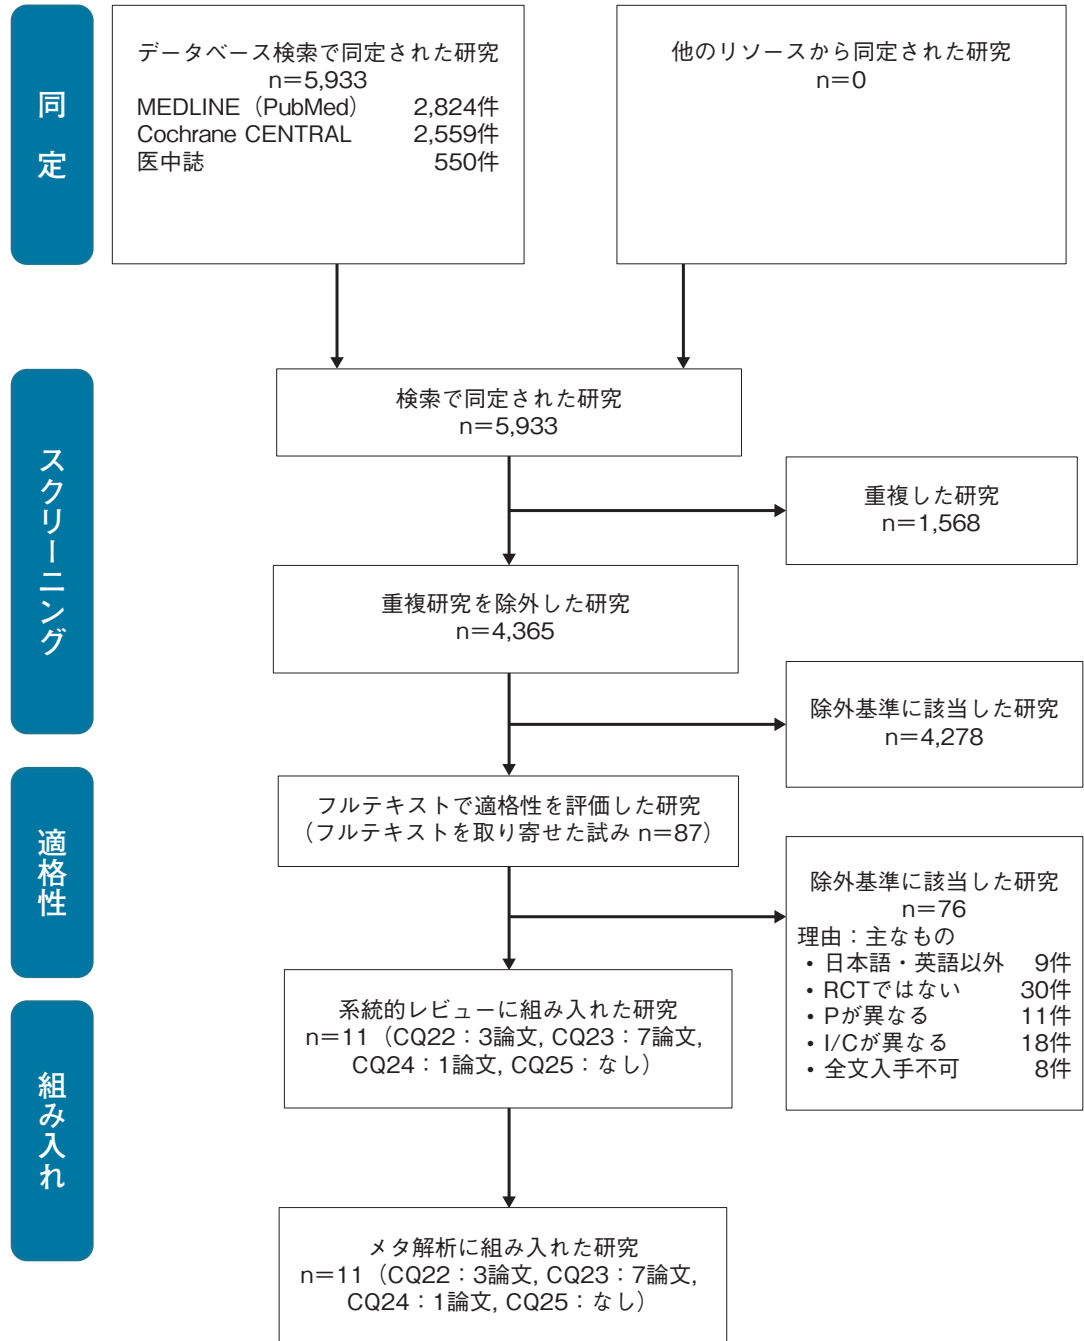 同定
データベース検索で同定された研究
n＝5,933
MEDLINE（PubMed） 2,824件
Cochrane CENTRAL 2,559件
医中誌 550件
他のリソースから同定された研究
n＝0
スクリーニング
検索で同定された研究
n＝5,933
重複した研究
n＝1,568
重複研究を除外した研究
n＝4,365
除外基準に該当した研究
n＝4,278
適格性
フルテキストで適格性を評価した研究
（フルテキストを取り寄せた試み n＝87）
除外基準に該当した研究
n＝76
理由：主なもの
・日本語・英語以外 9件
・RCTではない 30件
・Pが異なる 11件
・I/Cが異なる 18件
・全文入手不可 8件
組み入れ
系統的レビューに組み入れた研究
n＝11（CQ22：3論文, CQ23：7論文,
CQ24：1論文, CQ25：なし）
メタ解析に組み入れた研究
n＝11（CQ22：3論文, CQ23：7論文,
CQ24：1論文, CQ25：なし）